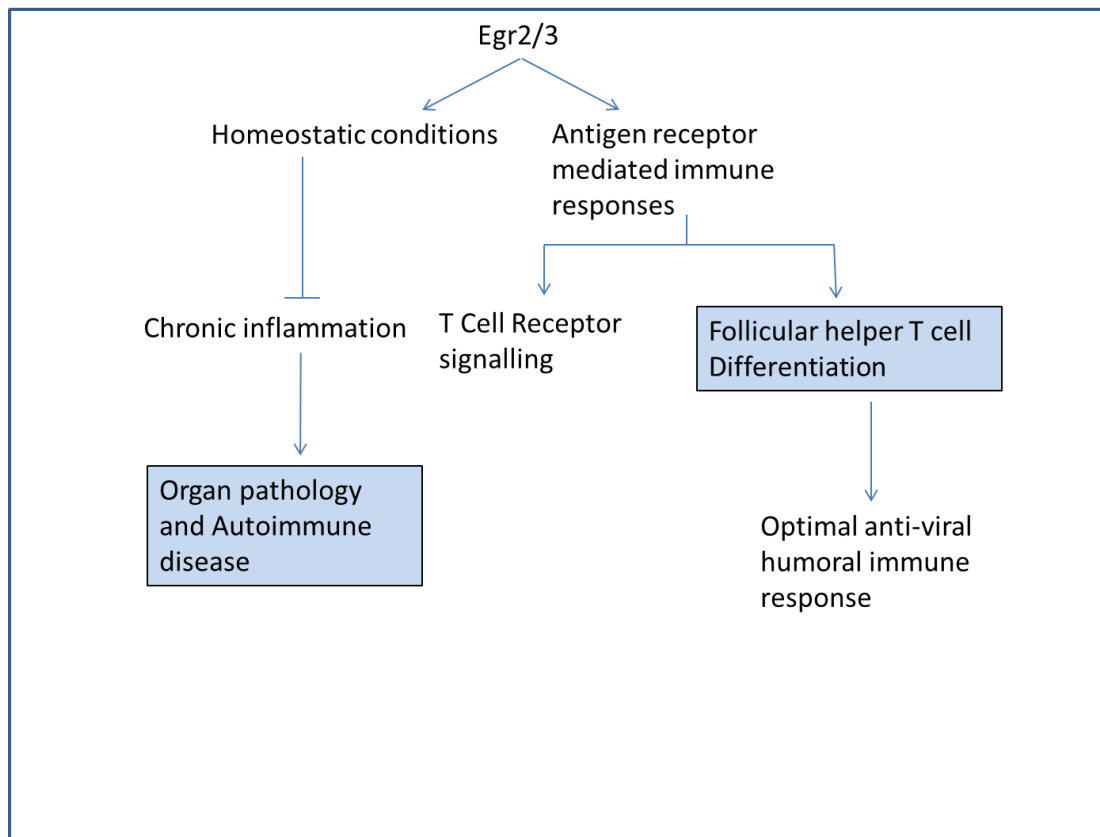 Egr2/3
Homeostatic conditions
Antigen receptor
mediated immune
responses
Chronic inflammation
T Cell Receptor
signalling
Follicular helper T cell
Differentiation
Organ pathology
and Autoimmune
disease
Optimal anti-viral
humoral immune
response